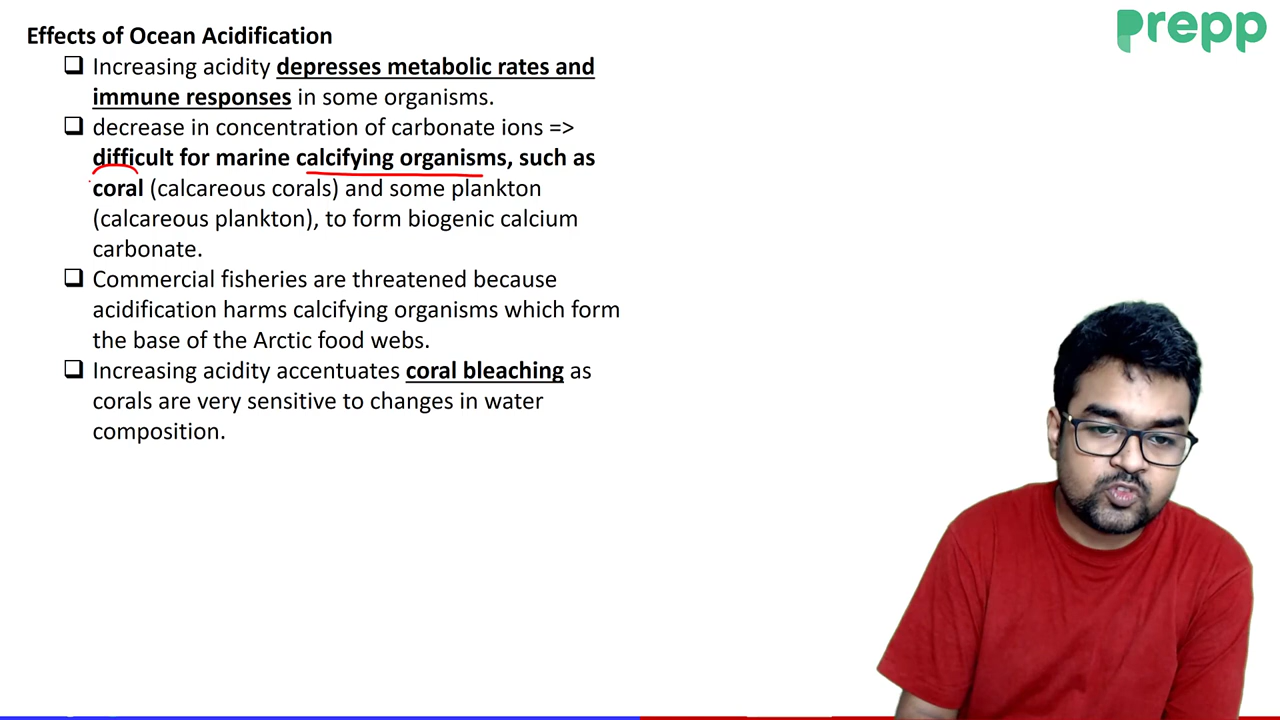 Effects of Ocean Acidification
Prepp
❑ Increasing acidity depresses metabolic rates and
immune responses in some organisms.
❑ decrease in concentration of carbonate ions =>
difficult for marine calcifying organisms, such as
coral (calcareous corals) and some plankton
(calcareous plankton), to form biogenic calcium
carbonate.
❑ Commercial fisheries are threatened because
acidification harms calcifying organisms which form
the base of the Arctic food webs.
❑ Increasing acidity accentuates coral bleaching as
corals are very sensitive to changes in water
composition.